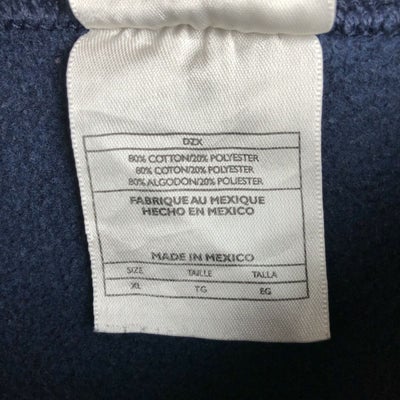 DZX
80% COTTON/20% POLYESTER
80% COTON/20% POLYESTER
80% ALGODON/20% POLIESTER
FABRIQUE AU MEXIQUE
HECHO EN MEXICO
MADE IN MEXICO
SIZE TAILLE TALLA
XL TG EG